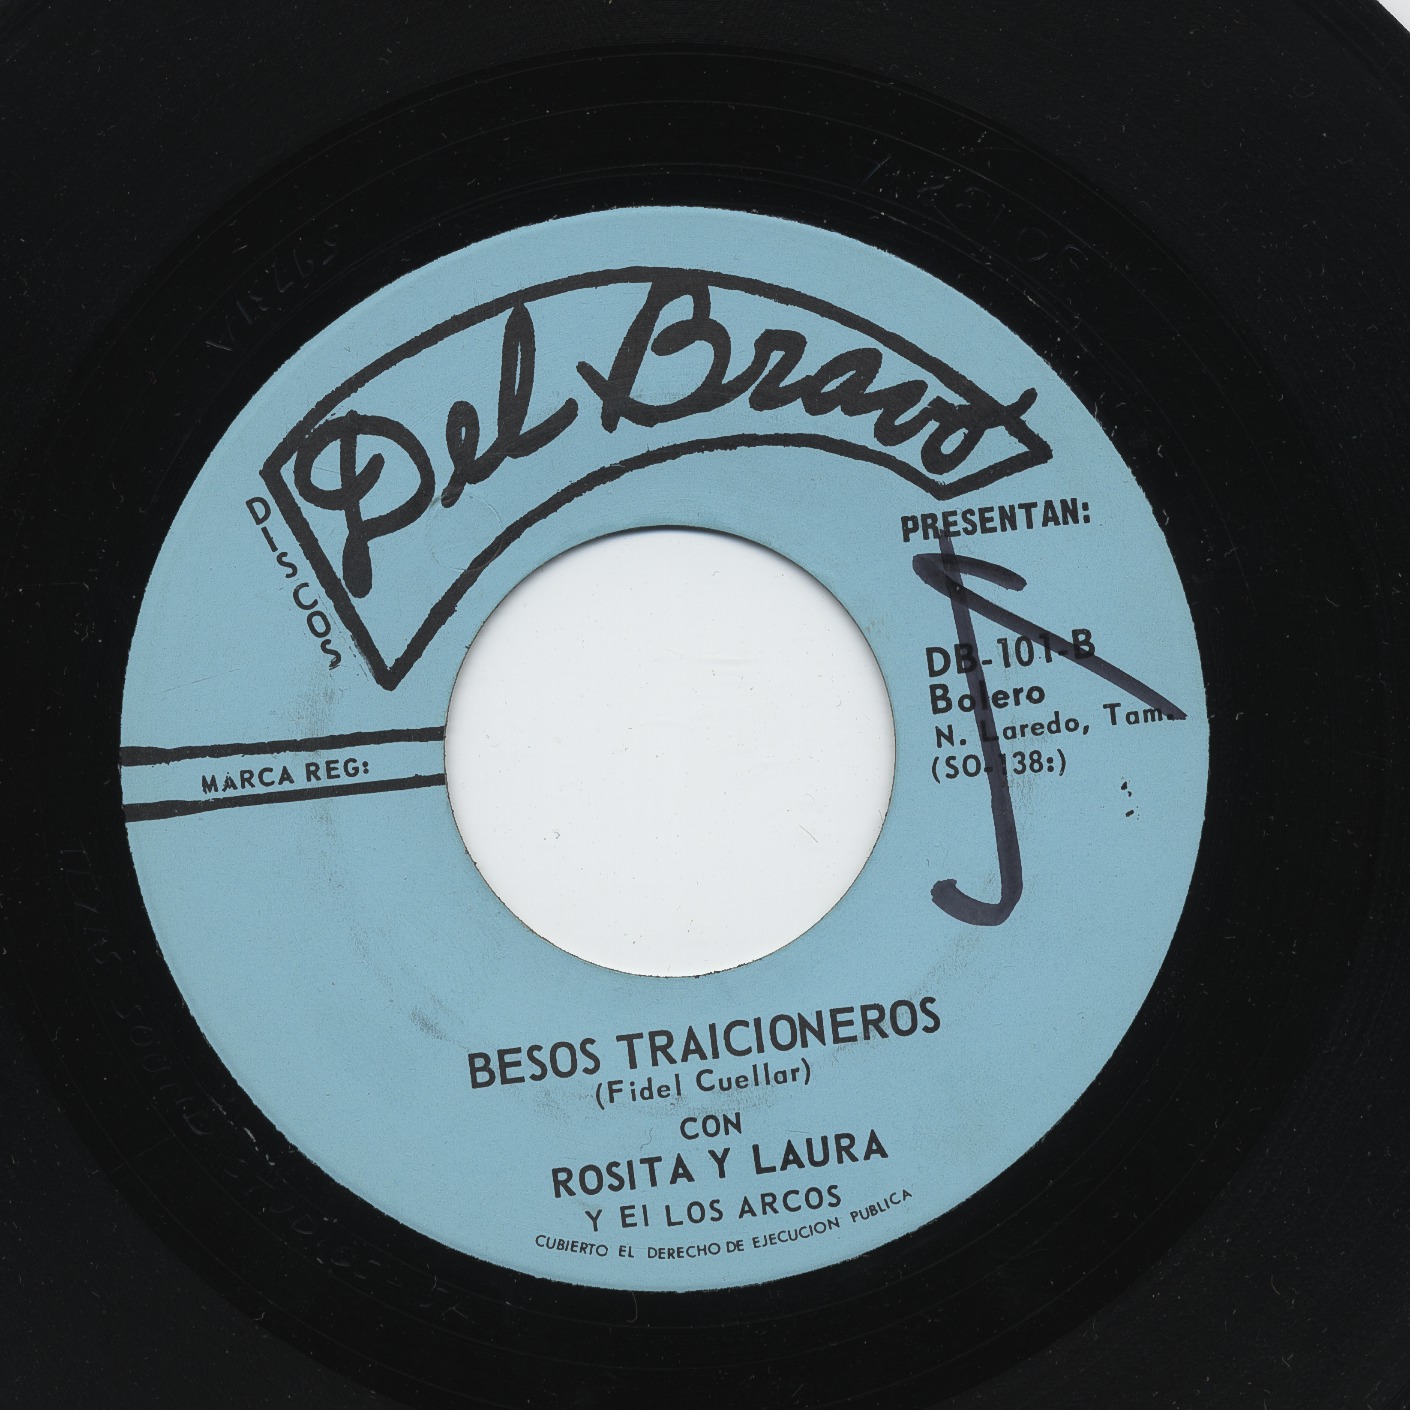 Del Bravo
DISCOS
PRESENTAN:
DB-101-B
Bolero
N. Laredo, Tam.
(SO-138:)
MARCA REG:
BESOS TRAICIONEROS
(Fidel Cuellar)
CON
ROSITA Y LAURA
Y El LOS ARCOS
CUBIERTO EL DERECHO DE EJECUCION PUBLICA